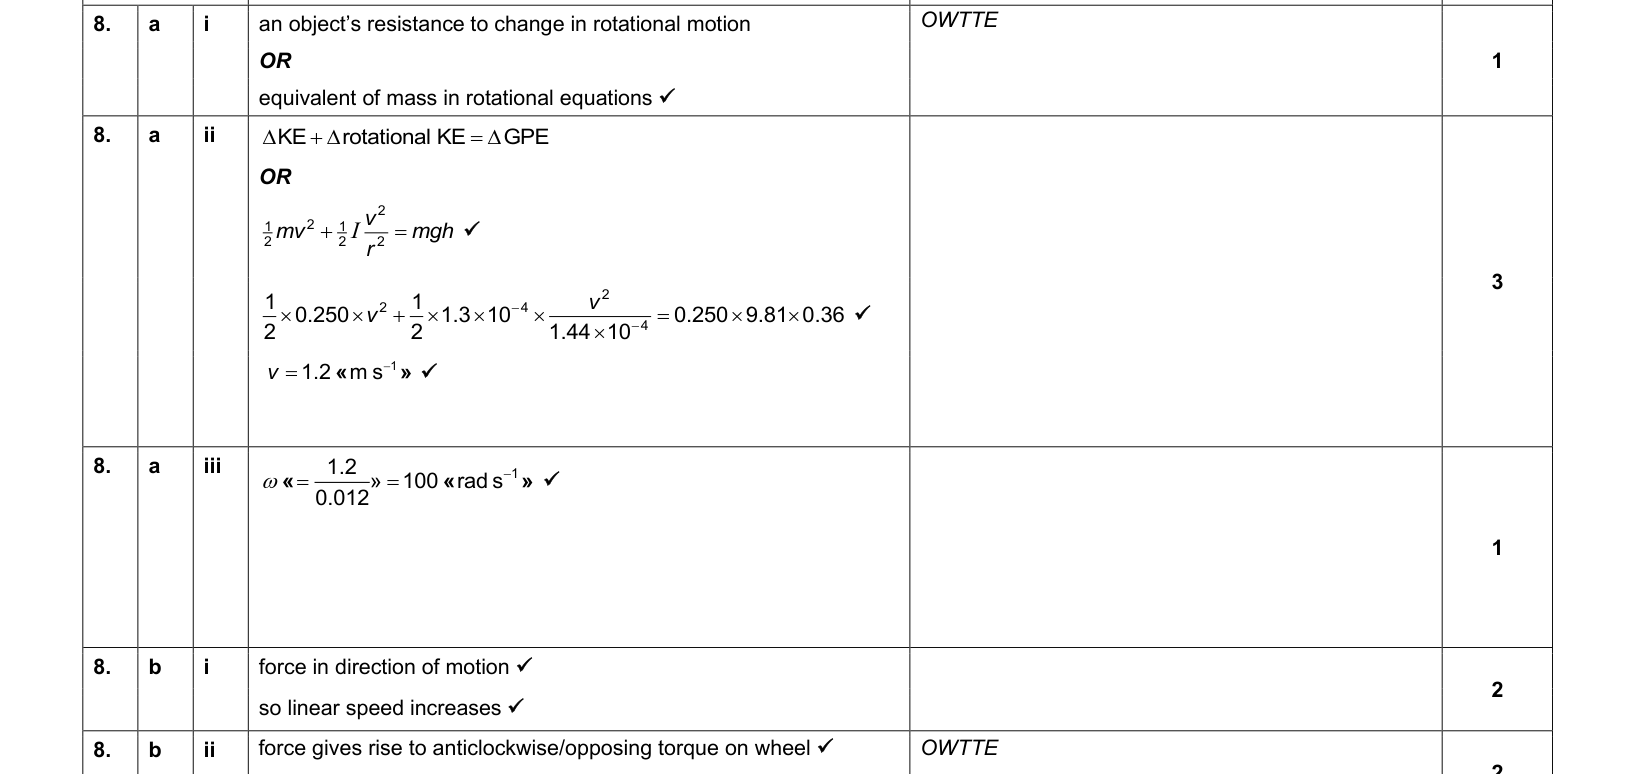 8. a i an object’s resistance to change in rotational motion OWTTE
OR
1
equivalent of mass in rotational equations ✓
8. a ii ΔKE + Δrotational KE = ΔGPE
OR
½mv² + ½I v²/r² = mgh ✓
3
1/2 × 0.250 × v² + 1/2 × 1.3 × 10⁻⁴ × v²/1.44 × 10⁻⁴ = 0.250 × 9.81 × 0.36 ✓
v = 1.2 «m s⁻¹» ✓
8. a iii ω «= 1.2/0.012» = 100 «rad s⁻¹» ✓
1
8. b i force in direction of motion ✓
2
so linear speed increases ✓
8. b ii force gives rise to anticlockwise/opposing torque on wheel ✓ OWTTE
2